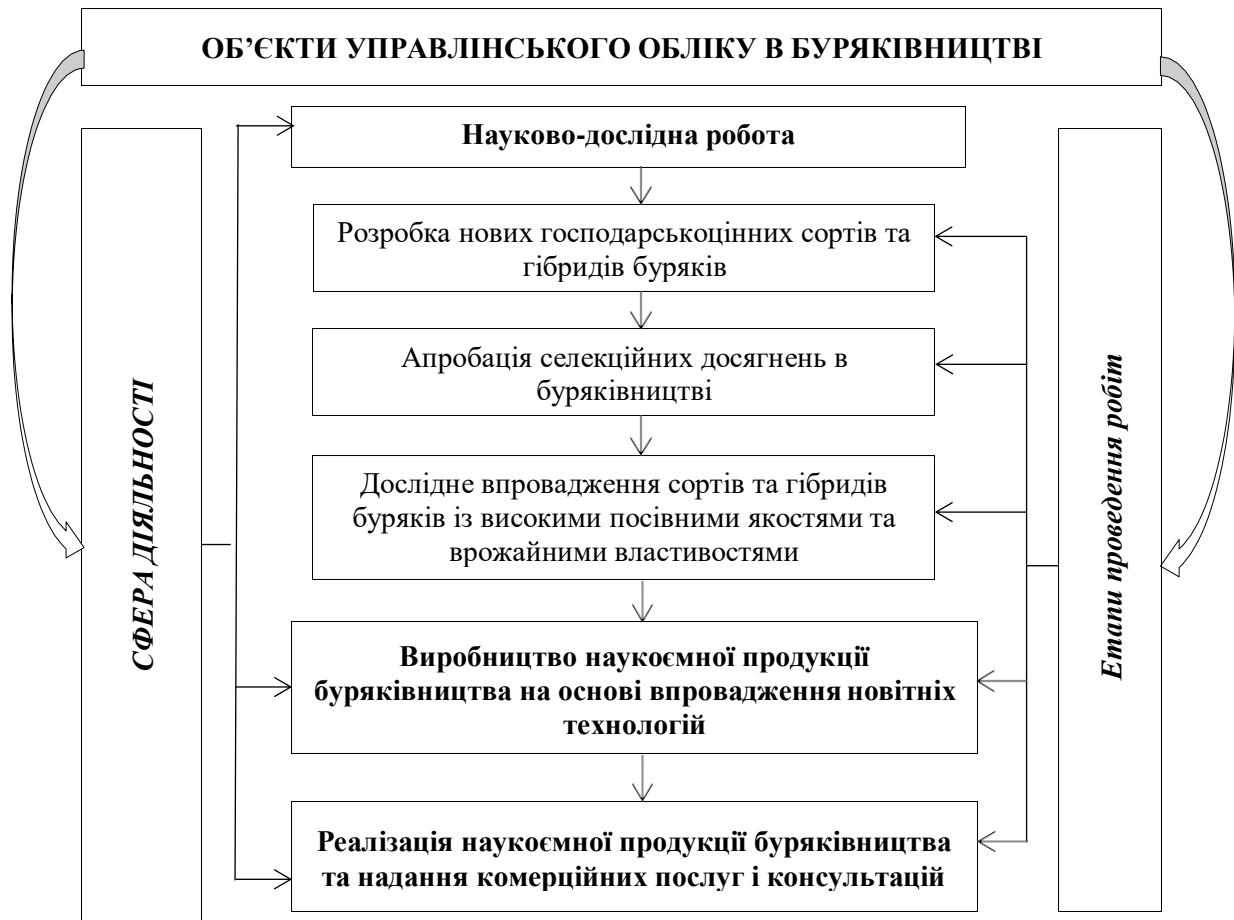 ОБ’ЄКТИ УПРАВЛІНСЬКОГО ОБЛІКУ В БУРЯКІВНИЦТВІ
СФЕРА ДІЯЛЬНОСТІ
Науково-дослідна робота
Розробка нових господарськоцінних сортів та
гібридів буряків
Апробація селекційних досягнень в
буряківництві
Дослідне впровадження сортів та гібридів
буряків із високими посівними якостями та
врожайними властивостями
Виробництво наукоємної продукції
буряківництва на основі впровадження новітніх
технологій
Реалізація наукоємної продукції буряківництва
та надання комерційних послуг і консультацій
Етапи проведення робіт